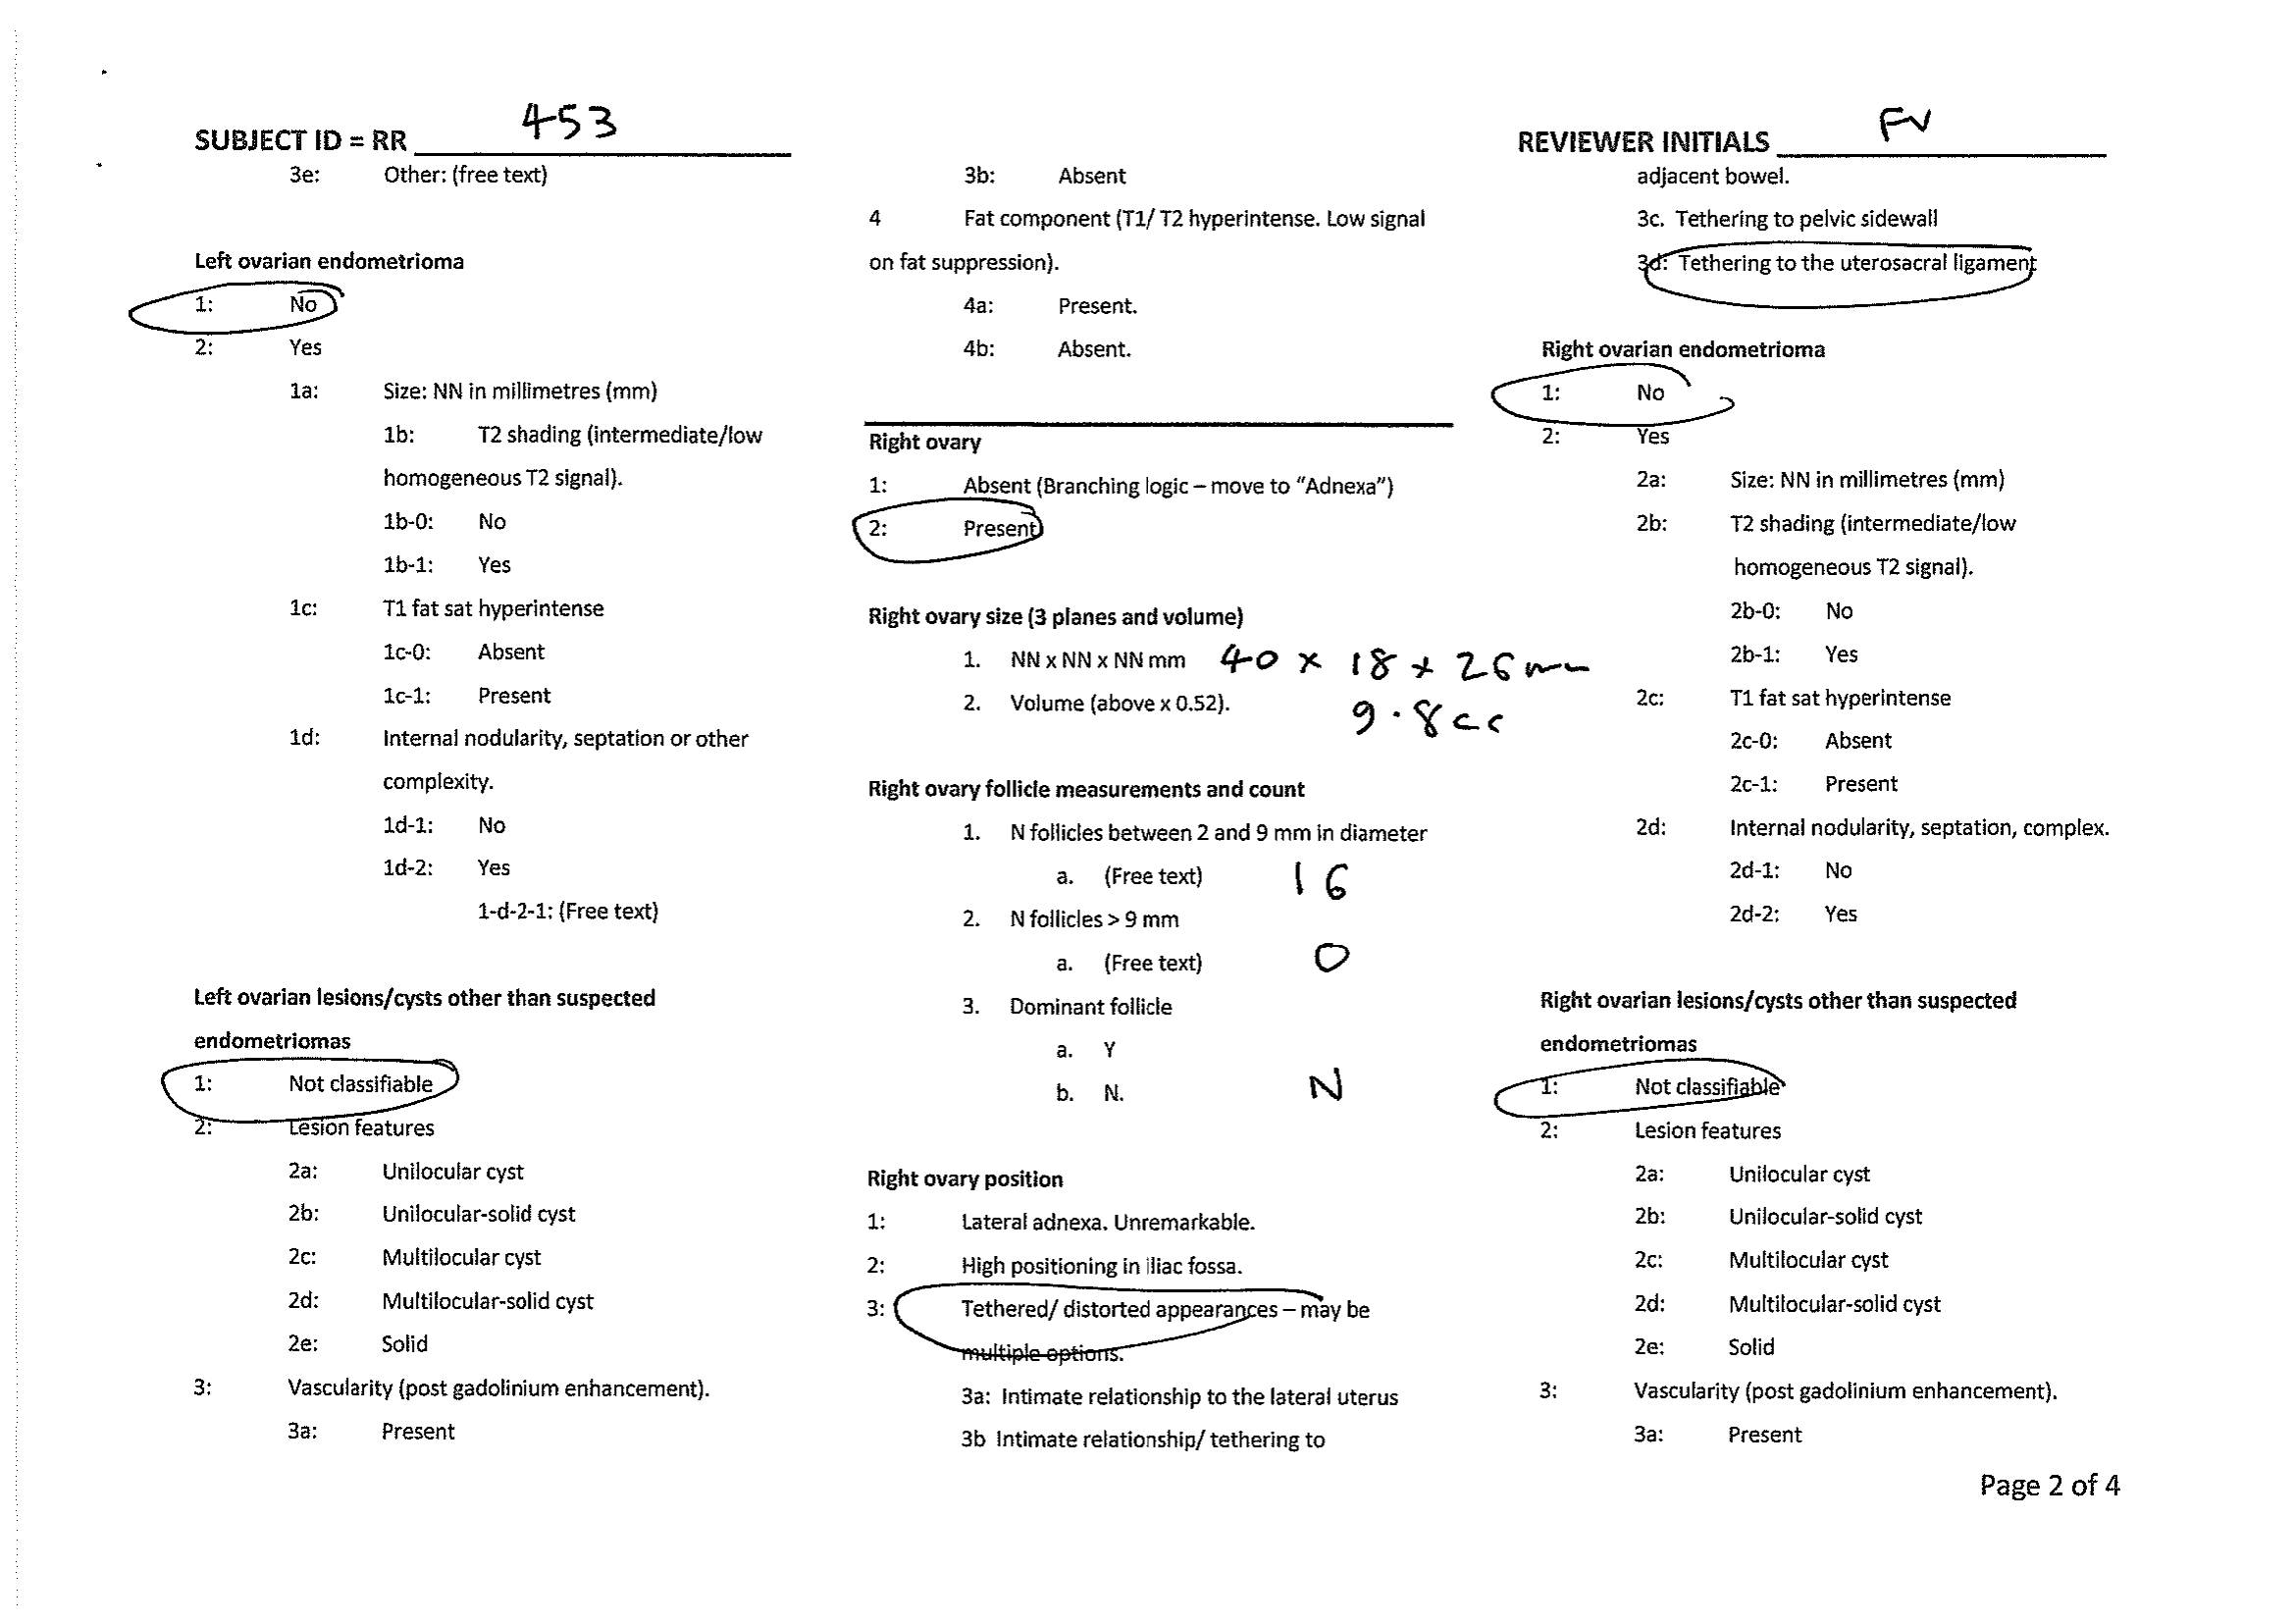 SUBJECT ID = RR 453
3e: Other: (free text)
Left ovarian endometrioma
1: No
2: Yes
1a: Size: NN in millimetres (mm)
1b: T2 shading (intermediate/low
homogeneous T2 signal).
1b-0: No
1b-1: Yes
1c: T1 fat sat hyperintense
1c-0: Absent
1c-1: Present
1d: Internal nodularity, septation or other
complexity.
1d-1: No
1d-2: Yes
1-d-2-1: (Free text)
Left ovarian lesions/cysts other than suspected
endometriomas
1: Not classifiable
2: Lesion features
2a: Unilocular cyst
2b: Unilocular-solid cyst
2c: Multilocular cyst
2d: Multilocular-solid cyst
2e: Solid
3: Vascularity (post gadolinium enhancement).
3a: Present
3b: Absent
4 Fat component (T1/ T2 hyperintense. Low signal
on fat suppression).
4a: Present.
4b: Absent.
Right ovary
1: Absent (Branching logic – move to “Adnexa”)
2: Present
Right ovary size (3 planes and volume)
1. NN x NN x NN mm 40 x 18 x 26 mm
2. Volume (above x 0.52). 9.8cc
Right ovary follicle measurements and count
1. N follicles between 2 and 9 mm in diameter
a. (Free text) 16
2. N follicles > 9 mm
a. (Free text) 0
3. Dominant follicle
a. Y
b. N. N
Right ovary position
1: Lateral adnexa. Unremarkable.
2: High positioning in iliac fossa.
3: Tethered/ distorted appearances – may be
multiple options.
3a: Intimate relationship to the lateral uterus
3b Intimate relationship/ tethering to
REVIEWER INITIALS FV
adjacent bowel.
3c. Tethering to pelvic sidewall
3d: Tethering to the uterosacral ligament
Right ovarian endometrioma
1: No
2: Yes
2a: Size: NN in millimetres (mm)
2b: T2 shading (intermediate/low
homogeneous T2 signal).
2b-0: No
2b-1: Yes
2c: T1 fat sat hyperintense
2c-0: Absent
2c-1: Present
2d: Internal nodularity, septation, complex.
2d-1: No
2d-2: Yes
Right ovarian lesions/cysts other than suspected
endometriomas
1: Not classifiable
2: Lesion features
2a: Unilocular cyst
2b: Unilocular-solid cyst
2c: Multilocular cyst
2d: Multilocular-solid cyst
2e: Solid
3: Vascularity (post gadolinium enhancement).
3a: Present
Page 2 of 4